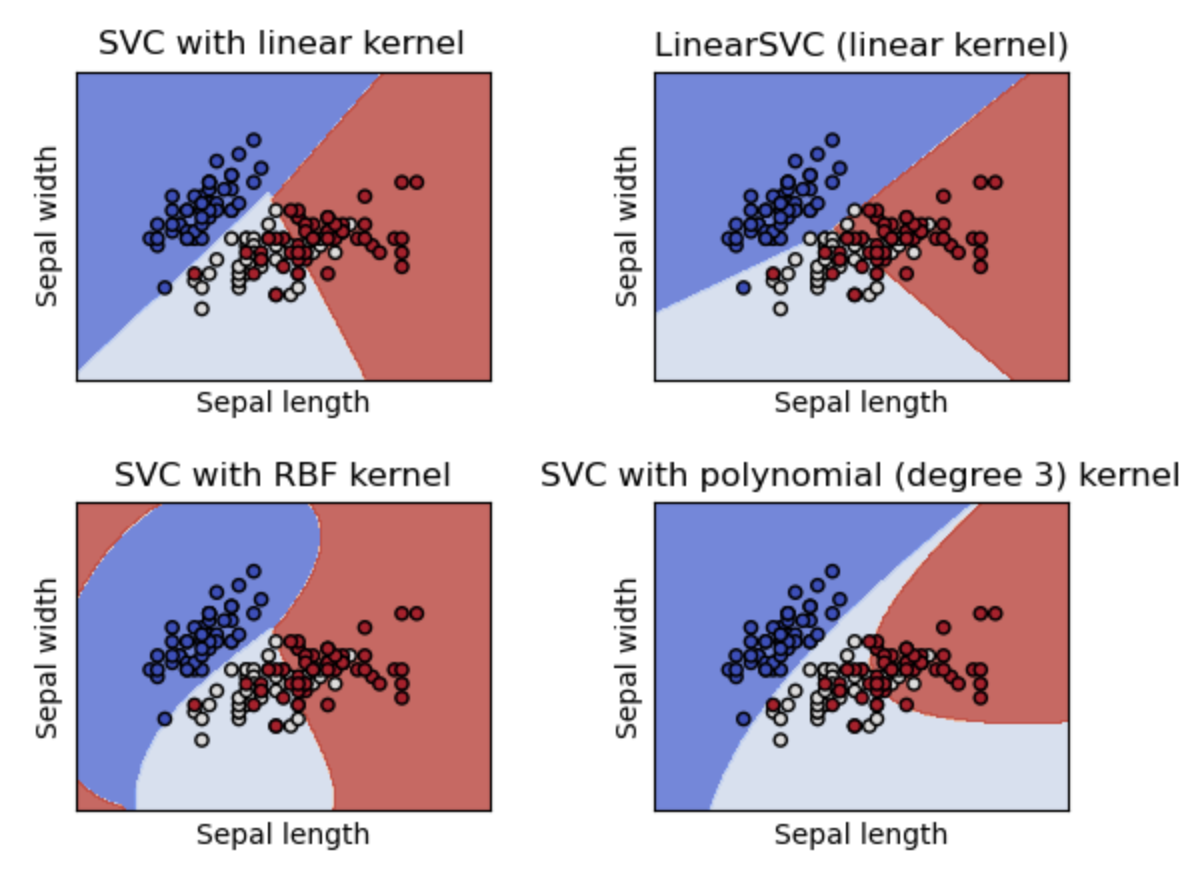 SVC with linear kernel
LinearSVC (linear kernel)
Sepal width
Sepal width
Sepal length
Sepal length
SVC with RBF kernel
SVC with polynomial (degree 3) kernel
Sepal width
Sepal width
Sepal length
Sepal length